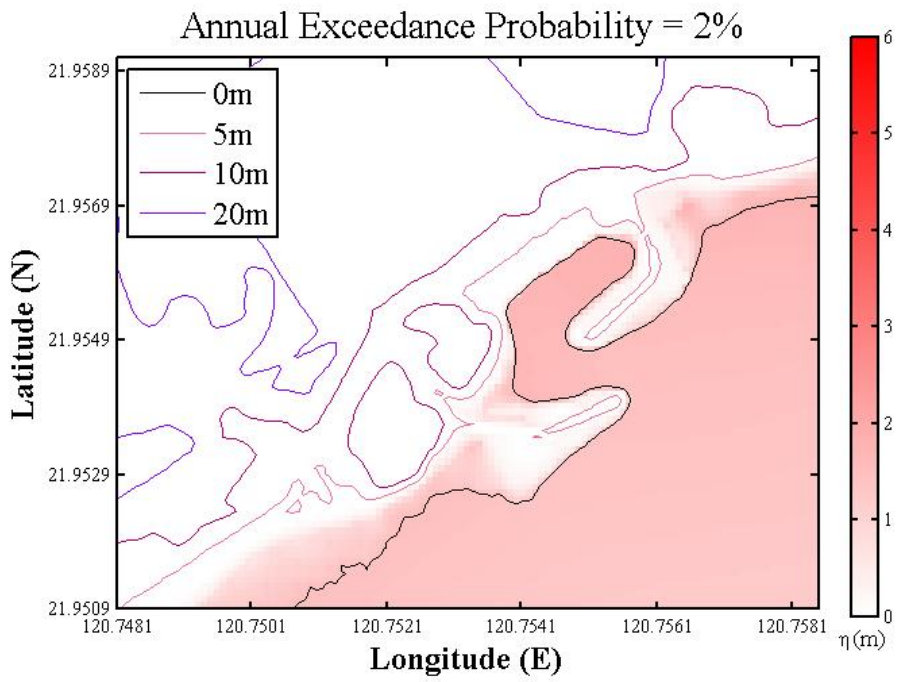 Annual Exceedance Probability = 2%
0m
5m
10m
20m
21.9589
21.9569
21.9549
21.9529
21.9509
Latitude (N)
120.7481 120.7501 120.7521 120.7541 120.7561 120.7581
Longitude (E)
6
5
4
3
2
1
0
η(m)